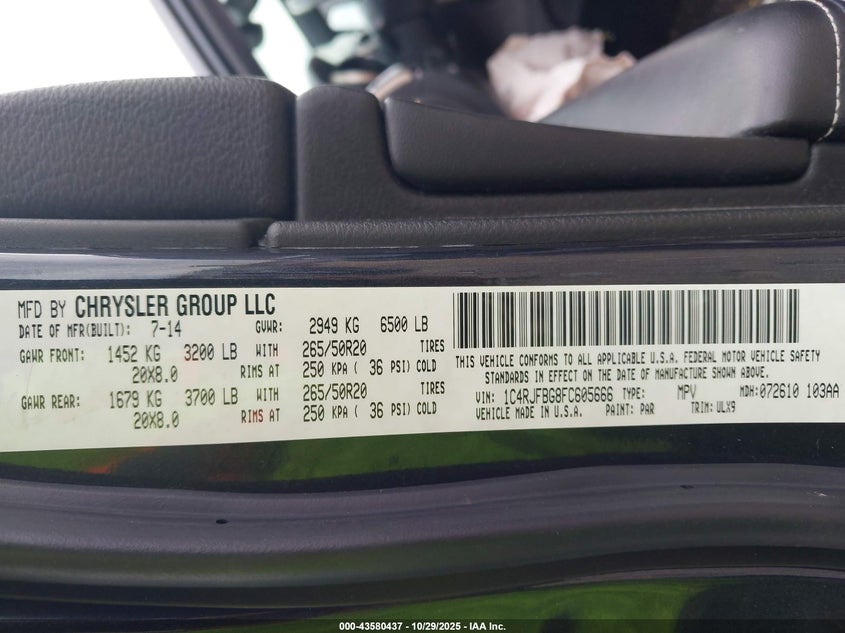 MFD BY CHRYSLER GROUP LLC
DATE OF MFR(BUILT): 7-14 GVWR: 2949 KG 6500 LB
GAWR FRONT: 1452 KG 3200 LB WITH 265/50R20 TIRES
20X8.0 RIMS AT 250 KPA ( 36 PSI) COLD
GAWR REAR: 1679 KG 3700 LB WITH 265/50R20 TIRES
20X8.0 RIMS AT 250 KPA ( 36 PSI) COLD
THIS VEHICLE CONFORMS TO ALL APPLICABLE U.S.A. FEDERAL MOTOR VEHICLE SAFETY
STANDARDS IN EFFECT ON THE DATE OF MANUFACTURE SHOWN ABOVE.
VIN: 1C4RJFBG8FC605666 TYPE: MPV MDH:072610 103AA
VEHICLE MADE IN U.S.A. PAINT: PAR TRIM: ULX9
000-43580437 - 10/29/2025 - IAA Inc.